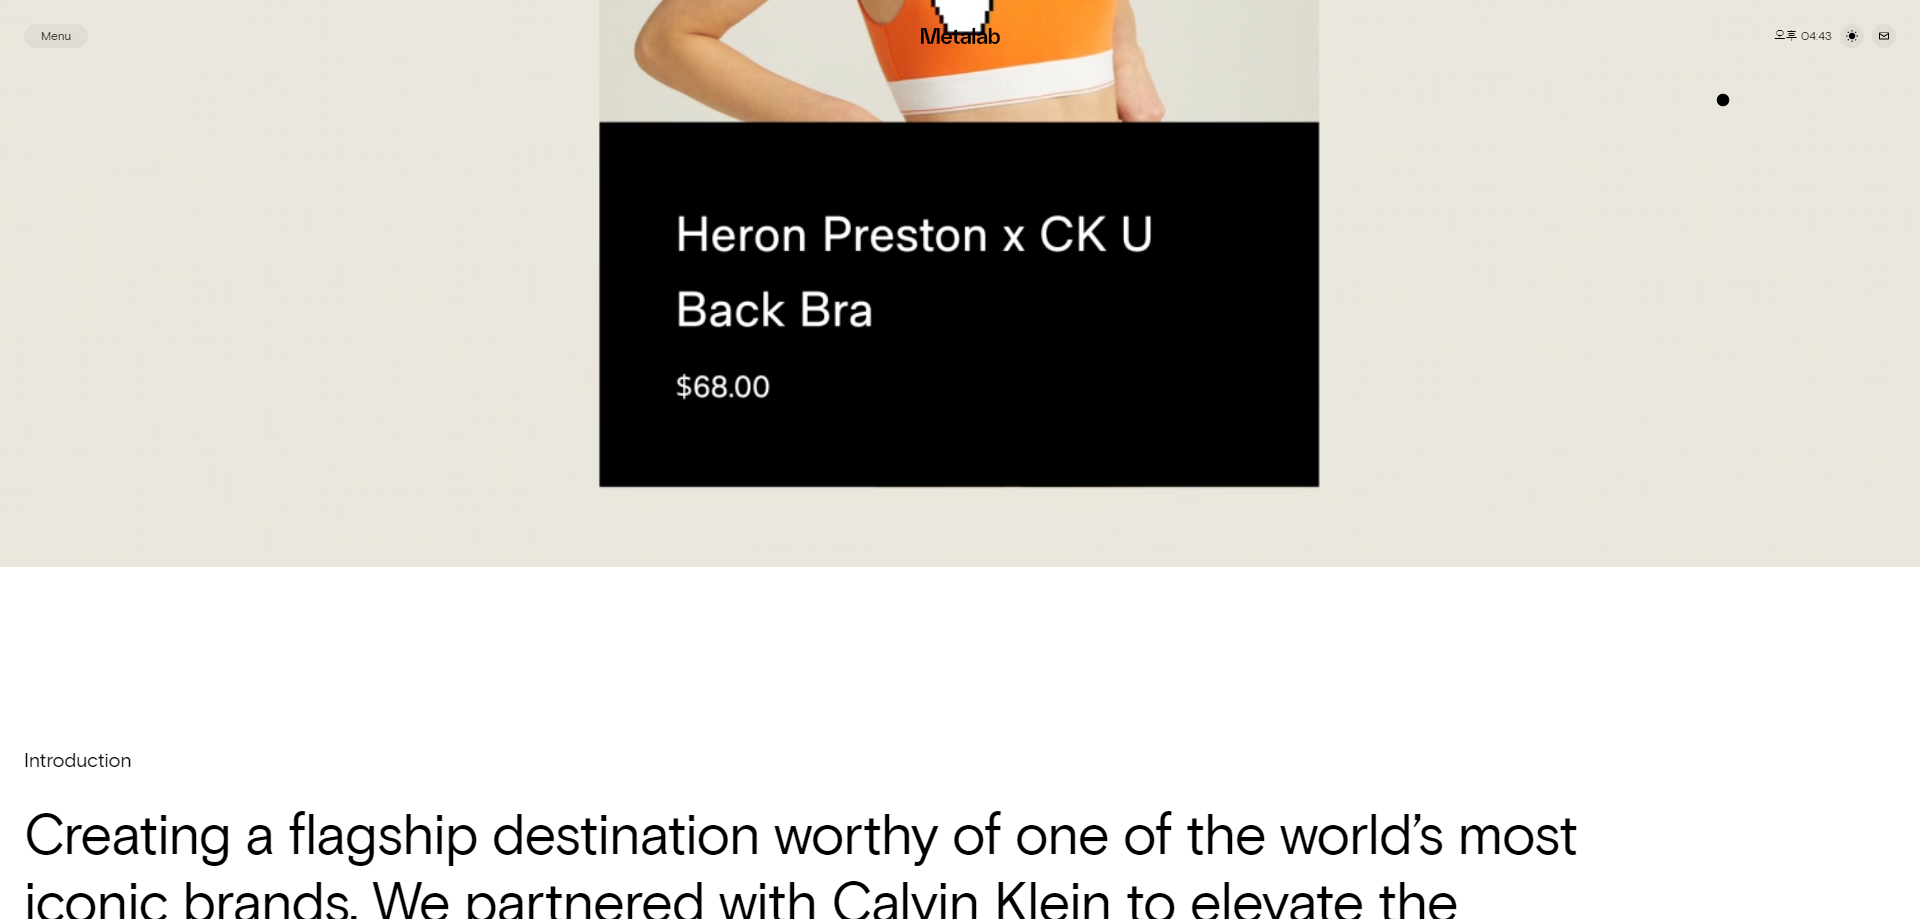 Menu
Metalab
오후 04:43
Heron Preston x CK U
Back Bra
$68.00
Introduction
Creating a flagship destination worthy of one of the world’s most
iconic brands. We partnered with Calvin Klein to elevate the